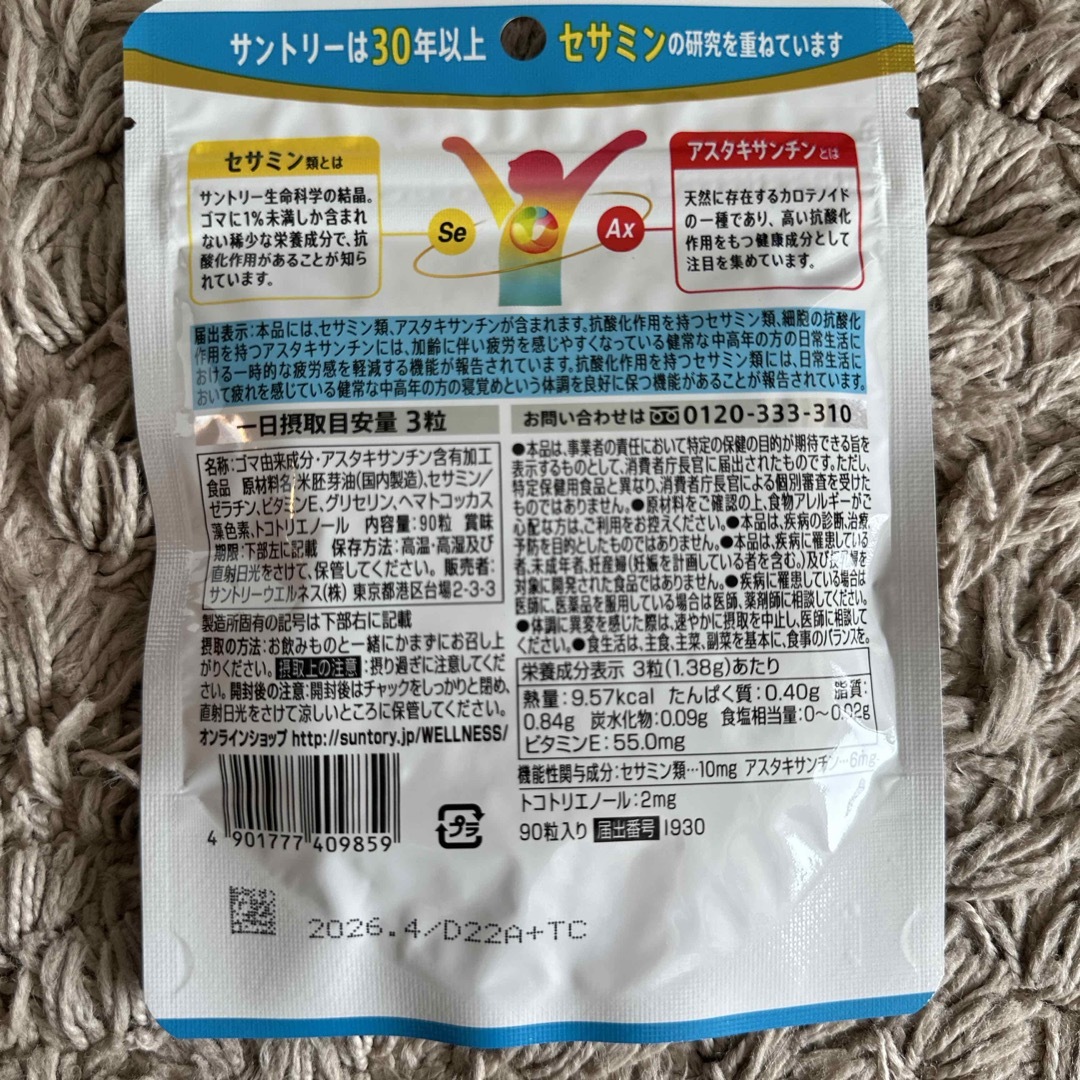 サントリーは30年以上 セサミンの研究を重ねています
セサミン類とは
サントリー生命科学の結晶。
ゴマに1%未満しか含まれ
ない稀少な栄養成分で、抗
酸化作用があることが知ら
れています。
Se
Ax
アスタキサンチンとは
天然に存在するカロテノイド
の一種であり、高い抗酸化
作用をもつ健康成分として
注目を集めています。
届出表示:本品には、セサミン類、アスタキサンチンが含まれます。抗酸化作用を持つセサミン類、細胞の抗酸化
作用を持つアスタキサンチンには、加齢に伴い疲労を感じやすくなっている健常な中高年の方の日常生活に
おける一時的な疲労感を軽減する機能が報告されています。抗酸化作用を持つセサミン類には、日常生活に
おいて疲れを感じている健常な中高年の方の寝覚めという体調を良好に保つ機能があることが報告されています。
一日摂取目安量 3粒
名称:ゴマ由来成分・アスタキサンチン含有加工
食品 原材料名:米胚芽油(国内製造)、セサミン/
ゼラチン、ビタミンE、グリセリン、ヘマトコッカス
藻色素、トコトリエノール 内容量:90粒 賞味
期限:下部左に記載 保存方法:高温・高湿及び
直射日光をさけて、保管してください。 販売者:
サントリーウエルネス(株) 東京都港区台場2-3-3
製造所固有の記号は下部右に記載
摂取の方法:お飲みものと一緒にかまずにお召し上
がりください。摂取上の注意:摂り過ぎに注意してくだ
さい。開封後の注意:開封後はチャックをしっかりと閉め、
直射日光をさけて涼しいところに保管してください。
オンラインショップ http://suntory.jp/WELLNESS/
4 901777 409859
プラ
お問い合わせは 0120-333-310
●本品は、事業者の責任において特定の保健の目的が期待できる旨を
表示するものとして、消費者庁長官に届出されたものです。ただし、
特定保健用食品と異なり、消費者庁長官による個別審査を受けた
ものではありません。●原材料をご確認の上、食物アレルギーがご
心配な方は、ご利用をお控えください。●本品は、疾病の診断、治療、
予防を目的としたものではありません。●本品は、疾病に罹患している
者、未成年者、妊産婦(妊娠を計画している者を含む。)及び授乳婦を
対象に開発された食品ではありません。●疾病に罹患している場合は
医師に、医薬品を服用している場合は医師、薬剤師に相談してください。
●体調に異変を感じた際は、速やかに摂取を中止し、医師に相談して
ください。●食生活は、主食、主菜、副菜を基本に、食事のバランスを。
栄養成分表示 3粒(1.38g)あたり
熱量:9.57kcal たんぱく質:0.40g 脂質:
0.84g 炭水化物:0.09g 食塩相当量:0〜0.02g
ビタミンE:55.0mg
機能性関与成分:セサミン類…10mg アスタキサンチン…6mg
トコトリエノール:2mg
90粒入り 届出番号 I930
2026.4/D22A+TC